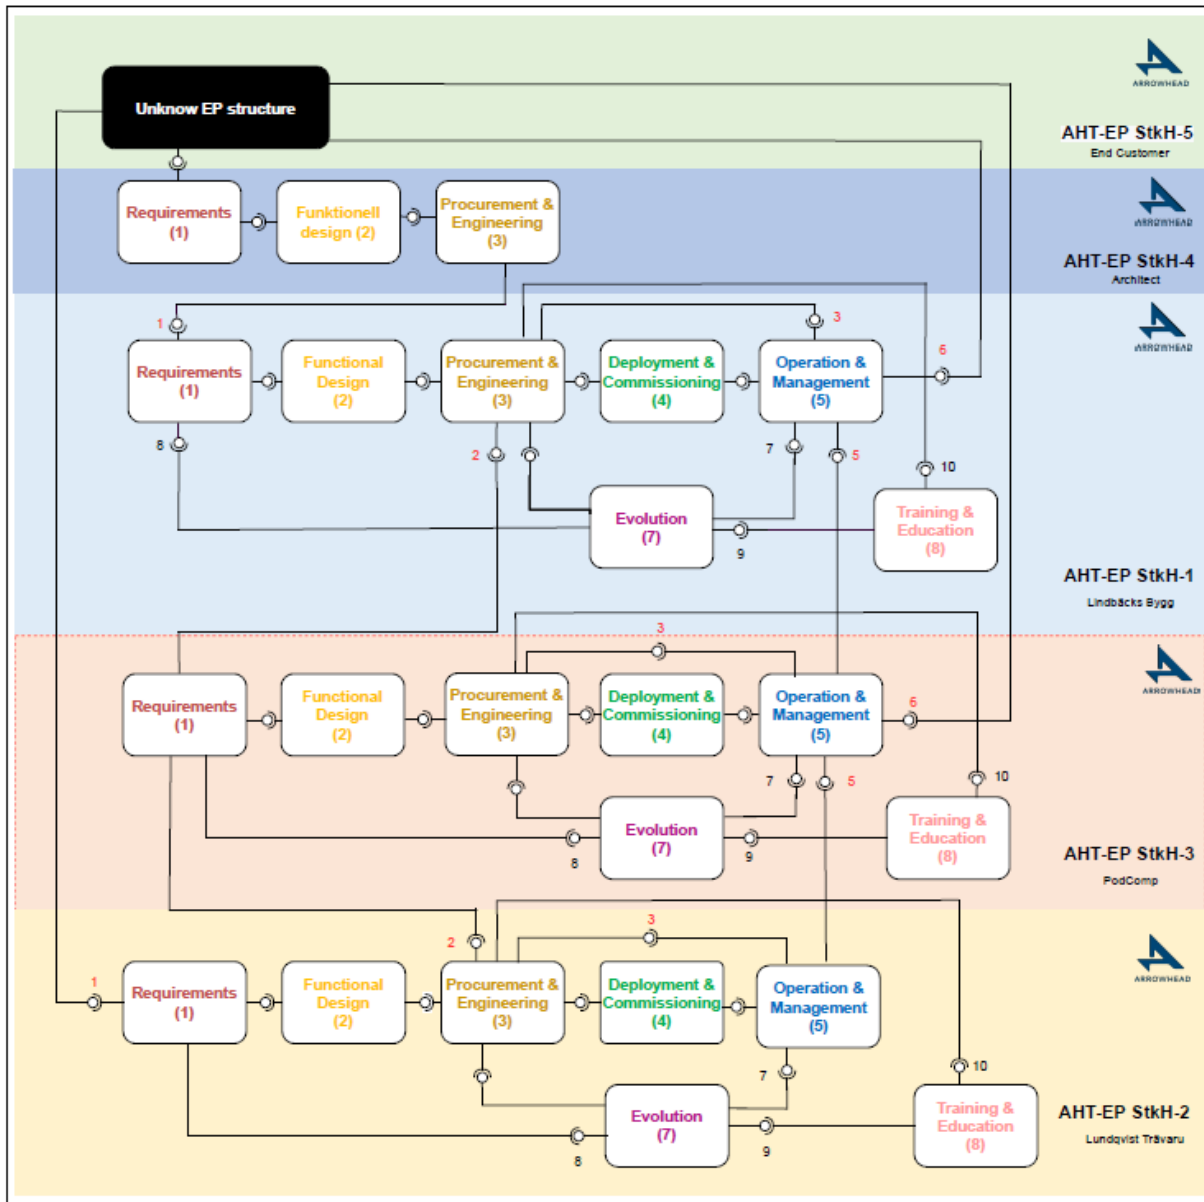 ARROWHEAD
Unknow EP structure
AHT-EP StkH-5
End Customer
Requirements
(1)
Funktionell
design (2)
Procurement &
Engineering
(3)
ARROWHEAD
AHT-EP StkH-4
Architect
1
3
ARROWHEAD
Requirements
(1)
Functional
Design
(2)
Procurement &
Engineering
(3)
Deployment &
Commissioning
(4)
Operation &
Management
(5)
6
8
2
7
5
10
Evolution
(7)
9
Training &
Education
(8)
AHT-EP StkH-1
Lindbäcks Bygg
3
ARROWHEAD
Requirements
(1)
Functional
Design
(2)
Procurement &
Engineering
(3)
Deployment &
Commissioning
(4)
Operation &
Management
(5)
6
7
5
10
Evolution
(7)
8
9
Training &
Education
(8)
AHT-EP StkH-3
PodComp
2
3
ARROWHEAD
1
Requirements
(1)
Functional
Design
(2)
Procurement &
Engineering
(3)
Deployment &
Commissioning
(4)
Operation &
Management
(5)
7
10
Evolution
(7)
8
9
Training &
Education
(8)
AHT-EP StkH-2
Lundqvist Trävaru